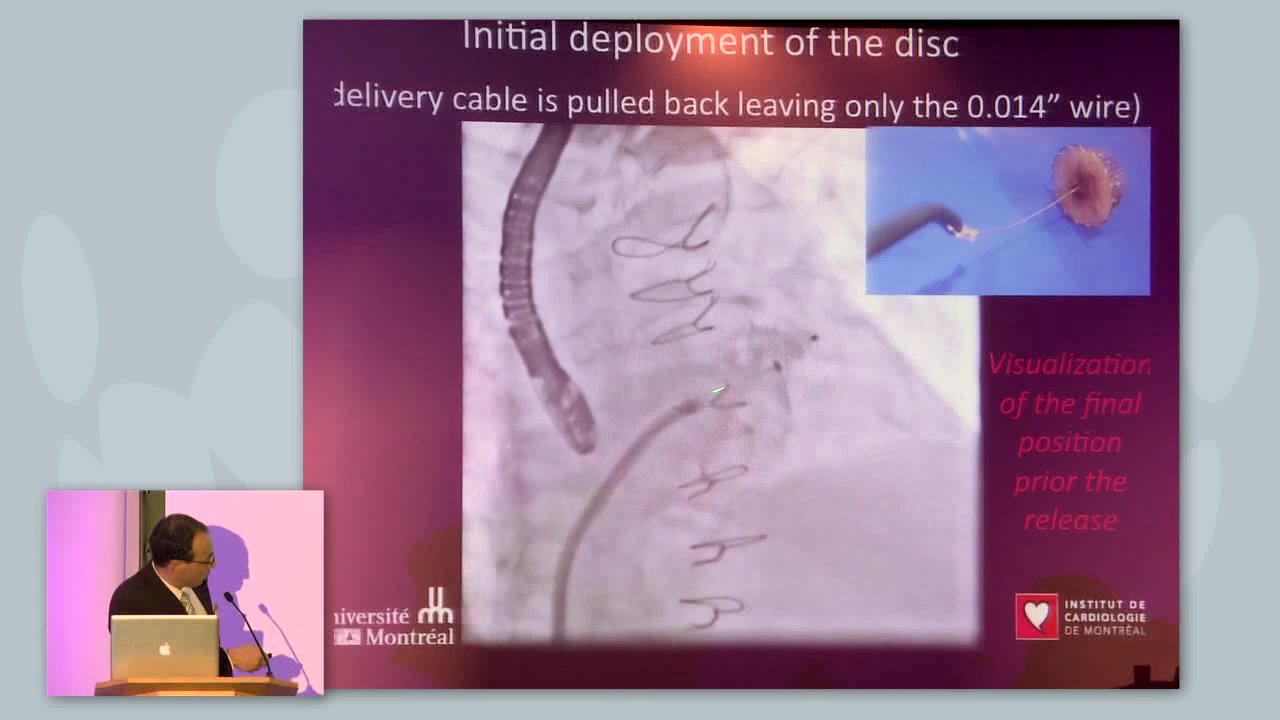 Initial deployment of the disc
delivery cable is pulled back leaving only the 0.014” wire)
Visualization
of the final
position
prior the
release
niversité
de Montréal
INSTITUT DE
CARDIOLOGIE
DE MONTRÉAL